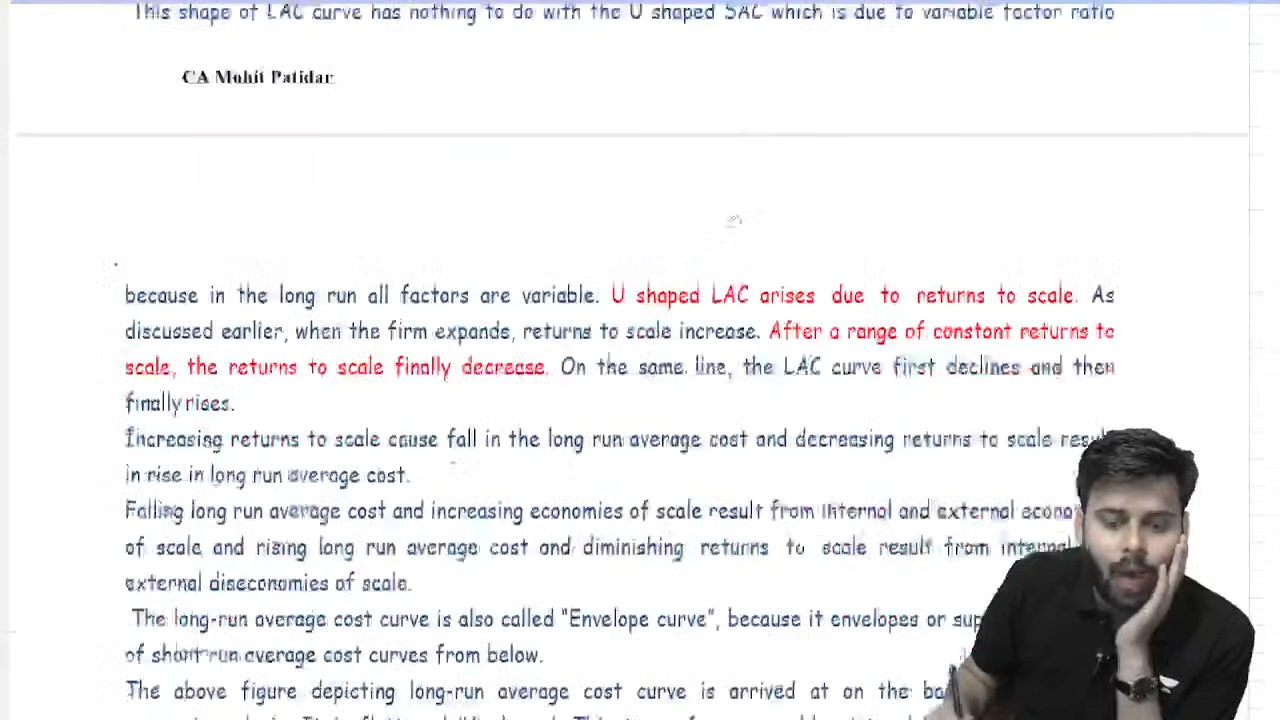 This shape of LAC curve has nothing to do with the U shaped SAC which is due to variable factor ratio
CA Mohit Patidar
because in the long run all factors are variable. U shaped LAC arises due to returns to scale. As
discussed earlier, when the firm expands, returns to scale increase. After a range of constant returns to
scale, the returns to scale finally decrease. On the same line, the LAC curve first declines and then
finally rises.
Increasing returns to scale cause fall in the long run average cost and decreasing returns to scale
in rise in long run average cost.
Falling long run average cost and increasing economies of scale result from internal and external
of scale and rising long run average cost and diminishing returns to scale result from internal
external diseconomies of scale.
The long-run average cost curve is also called "Envelope curve", because it envelopes or
of short run average cost curves from below.
The above figure depicting long-run average cost curve is arrived at on the